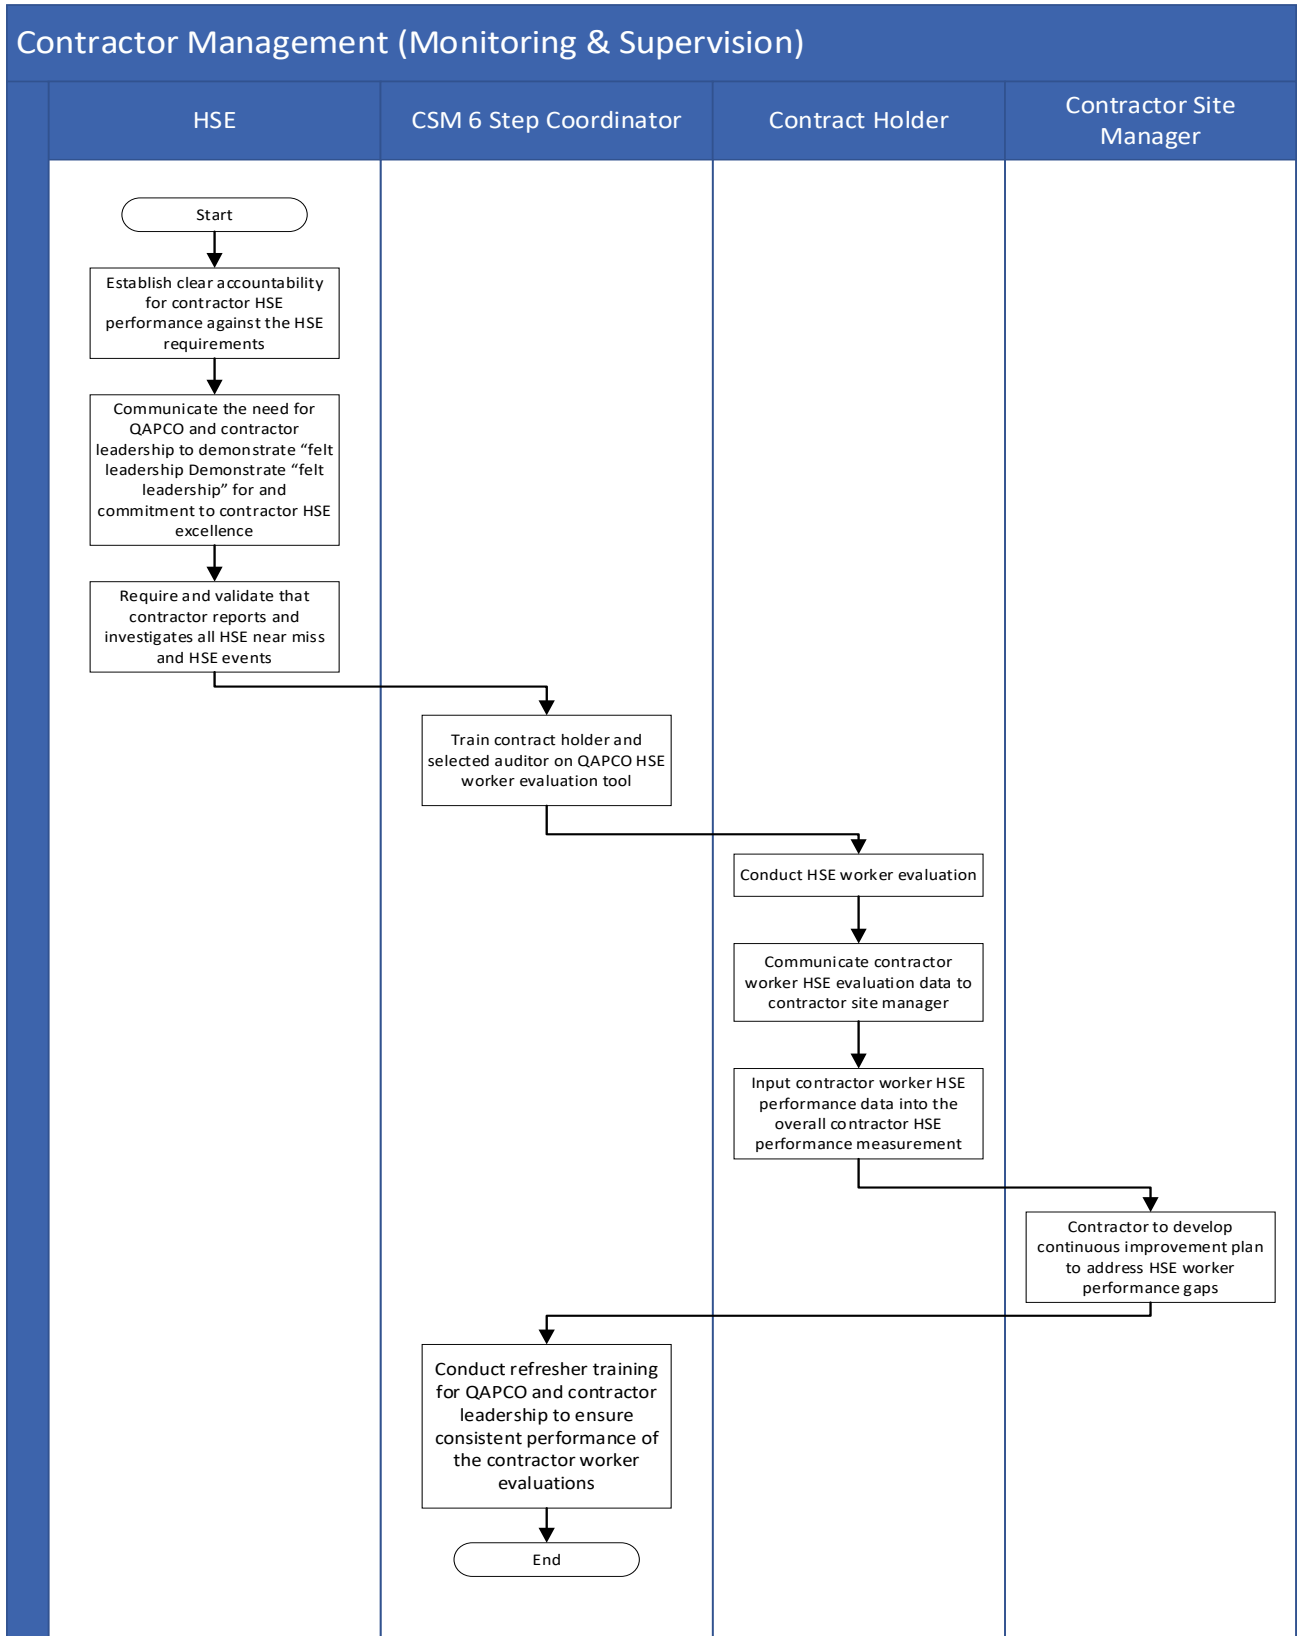 Contractor Management (Monitoring & Supervision)
HSE
CSM 6 Step Coordinator
Contract Holder
Contractor Site
Manager
Start
Establish clear accountability
for contractor HSE
performance against the HSE
requirements
Communicate the need for
QAPCO and contractor
leadership to demonstrate “felt
leadership Demonstrate “felt
leadership” for and
commitment to contractor HSE
excellence
Require and validate that
contractor reports and
investigates all HSE near miss
and HSE events
Train contract holder and
selected auditor on QAPCO HSE
worker evaluation tool
Conduct HSE worker evaluation
Communicate contractor
worker HSE evaluation data to
contractor site manager
Input contractor worker HSE
performance data into the
overall contractor HSE
performance measurement
Contractor to develop
continuous improvement plan
to address HSE worker
performance gaps
Conduct refresher training
for QAPCO and contractor
leadership to ensure
consistent performance of
the contractor worker
evaluations
End